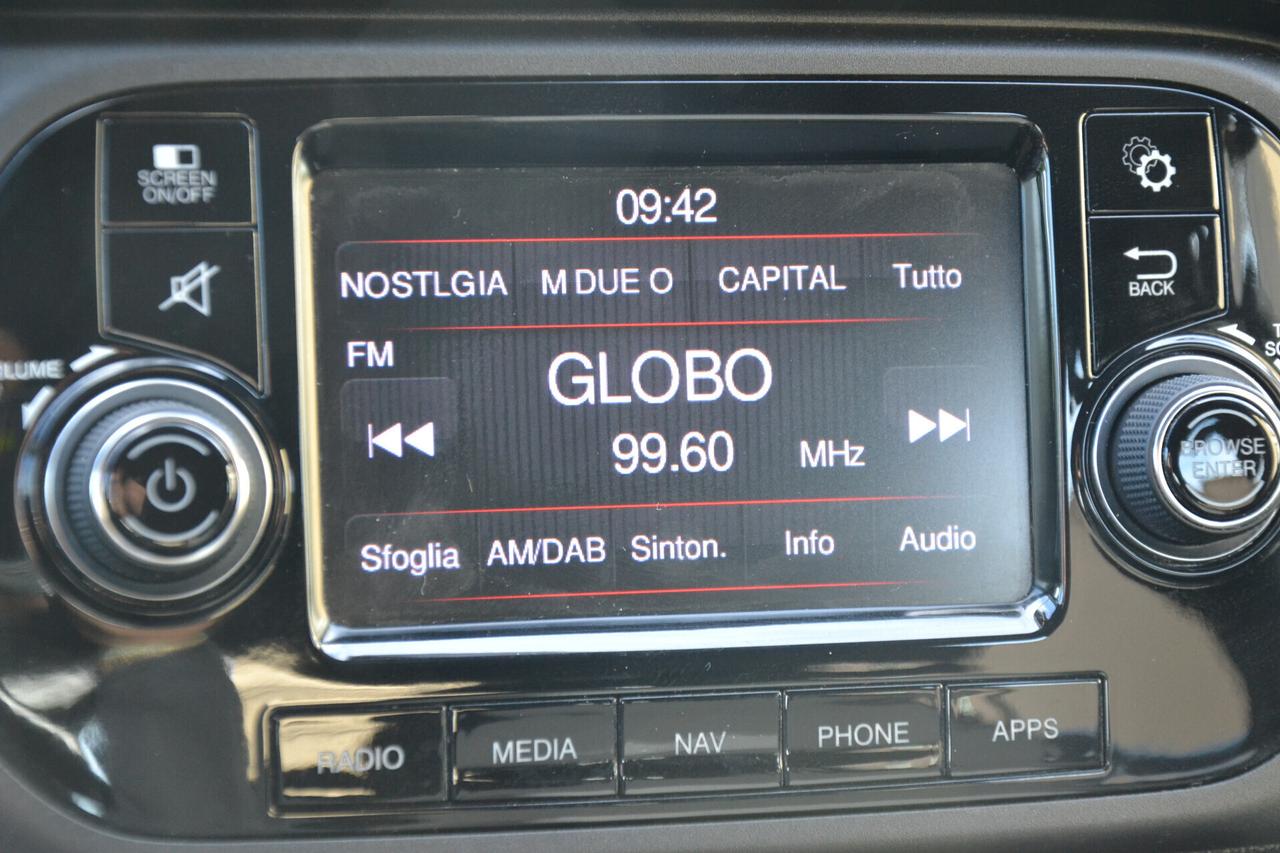 SCREEN
ON/OFF
09:42
NOSTLGIA M DUE O CAPITAL Tutto
BACK
FM
GLOBO
99.60 MHz
BROWSE
ENTER
Sfoglia AM/DAB Sinton. Info Audio
RADIO MEDIA NAV PHONE APPS